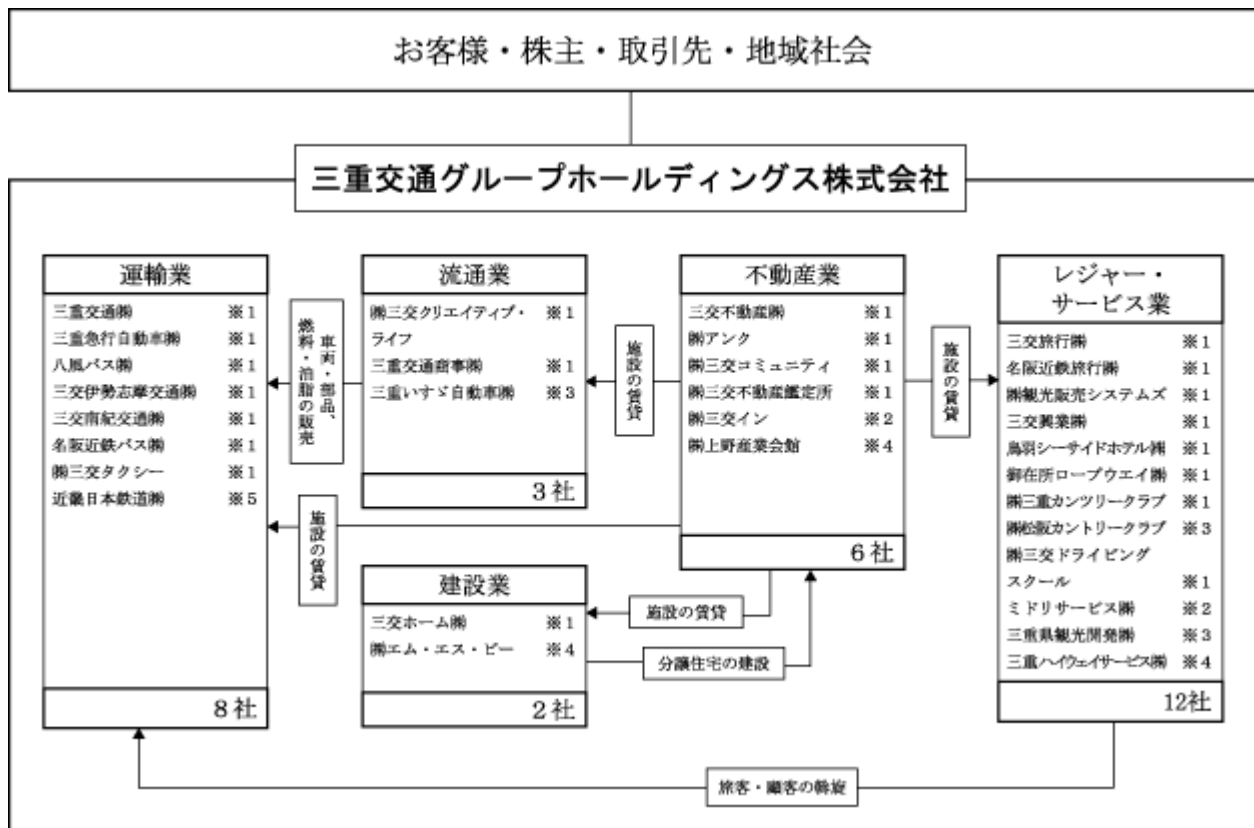 お客様・株主・取引先・地域社会
三重交通グループホールディングス株式会社
運輸業
三重交通㈱ ※1
三重急行自動車㈱ ※1
八風バス㈱ ※1
三交伊勢志摩交通㈱ ※1
三交南紀交通㈱ ※1
名阪近鉄バス㈱ ※1
㈱三交タクシー ※1
近畿日本鉄道㈱ ※5
8社
車両・部品、
燃料・油脂の販売
施設の賃貸
流通業
㈱三交クリエイティブ・ ※1
ライフ
三重交通商事㈱ ※1
三重いすゞ自動車㈱ ※3
3社
建設業
三交ホーム㈱ ※1
㈱エム・エス・ピー ※4
2社
施設の賃貸
施設の賃貸
分譲住宅の建設
不動産業
三交不動産㈱ ※1
㈱アンク ※1
㈱三交コミュニティ ※1
㈱三交不動産鑑定所 ※1
㈱三交イン ※2
㈱上野産業会館 ※4
6社
施設の賃貸
レジャー・
サービス業
三交旅行㈱ ※1
名阪近鉄旅行㈱ ※1
㈱観光販売システムズ ※1
三交興業㈱ ※1
鳥羽シーサイドホテル㈱ ※1
御在所ロープウエイ㈱ ※1
㈱三重カンツリークラブ ※1
㈱松阪カントリークラブ ※3
㈱三交ドライビング
スクール ※1
ミドリサービス㈱ ※2
三重県観光開発㈱ ※3
三重ハイウェイサービス㈱ ※4
12社
旅客・顧客の斡旋